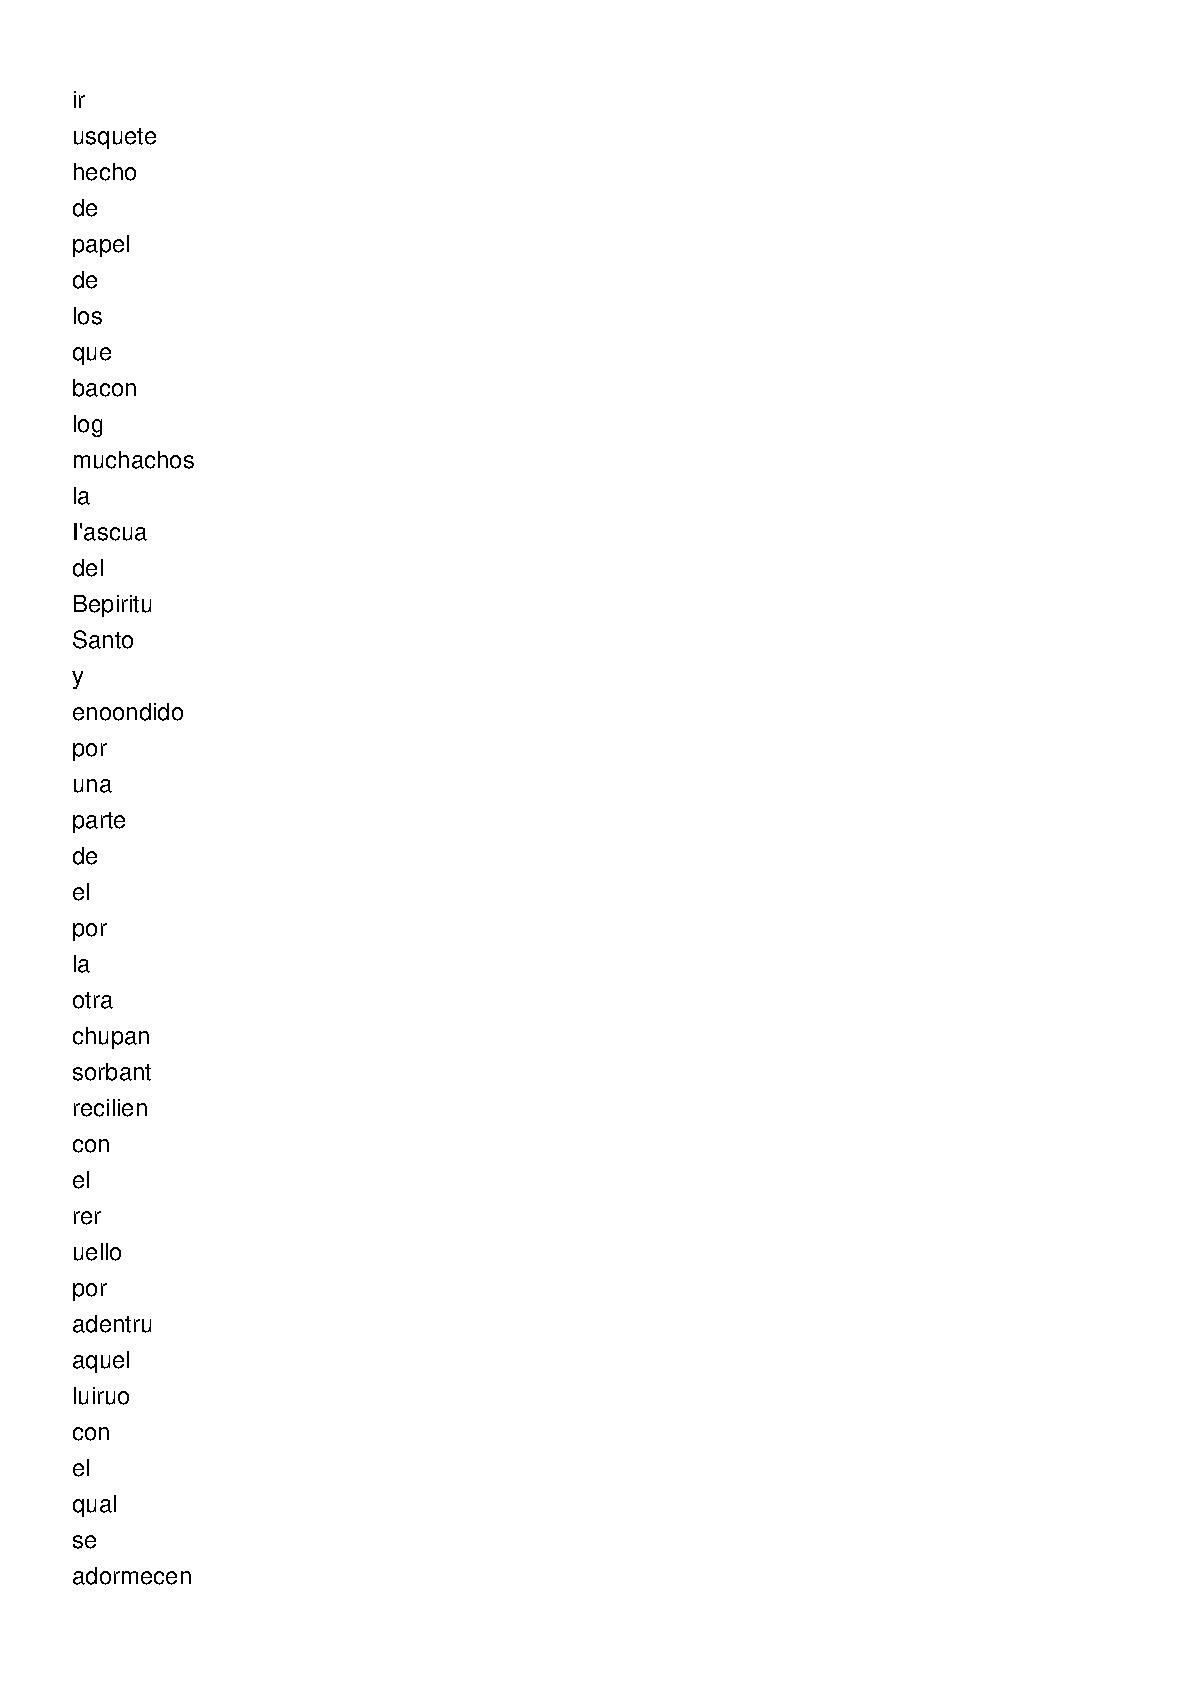 ir
usquete
hecho
de
papel
de
los
que
bacon
log
muchachos
la
I'ascua
del
Bepiritu
Santo
y
enoondido
por
una
parte
de
el
por
la
otra
chupan
sorbant
recilien
con
el
rer
uello
por
adentru
aquel
luiruo
con
el
qual
se
adormecen